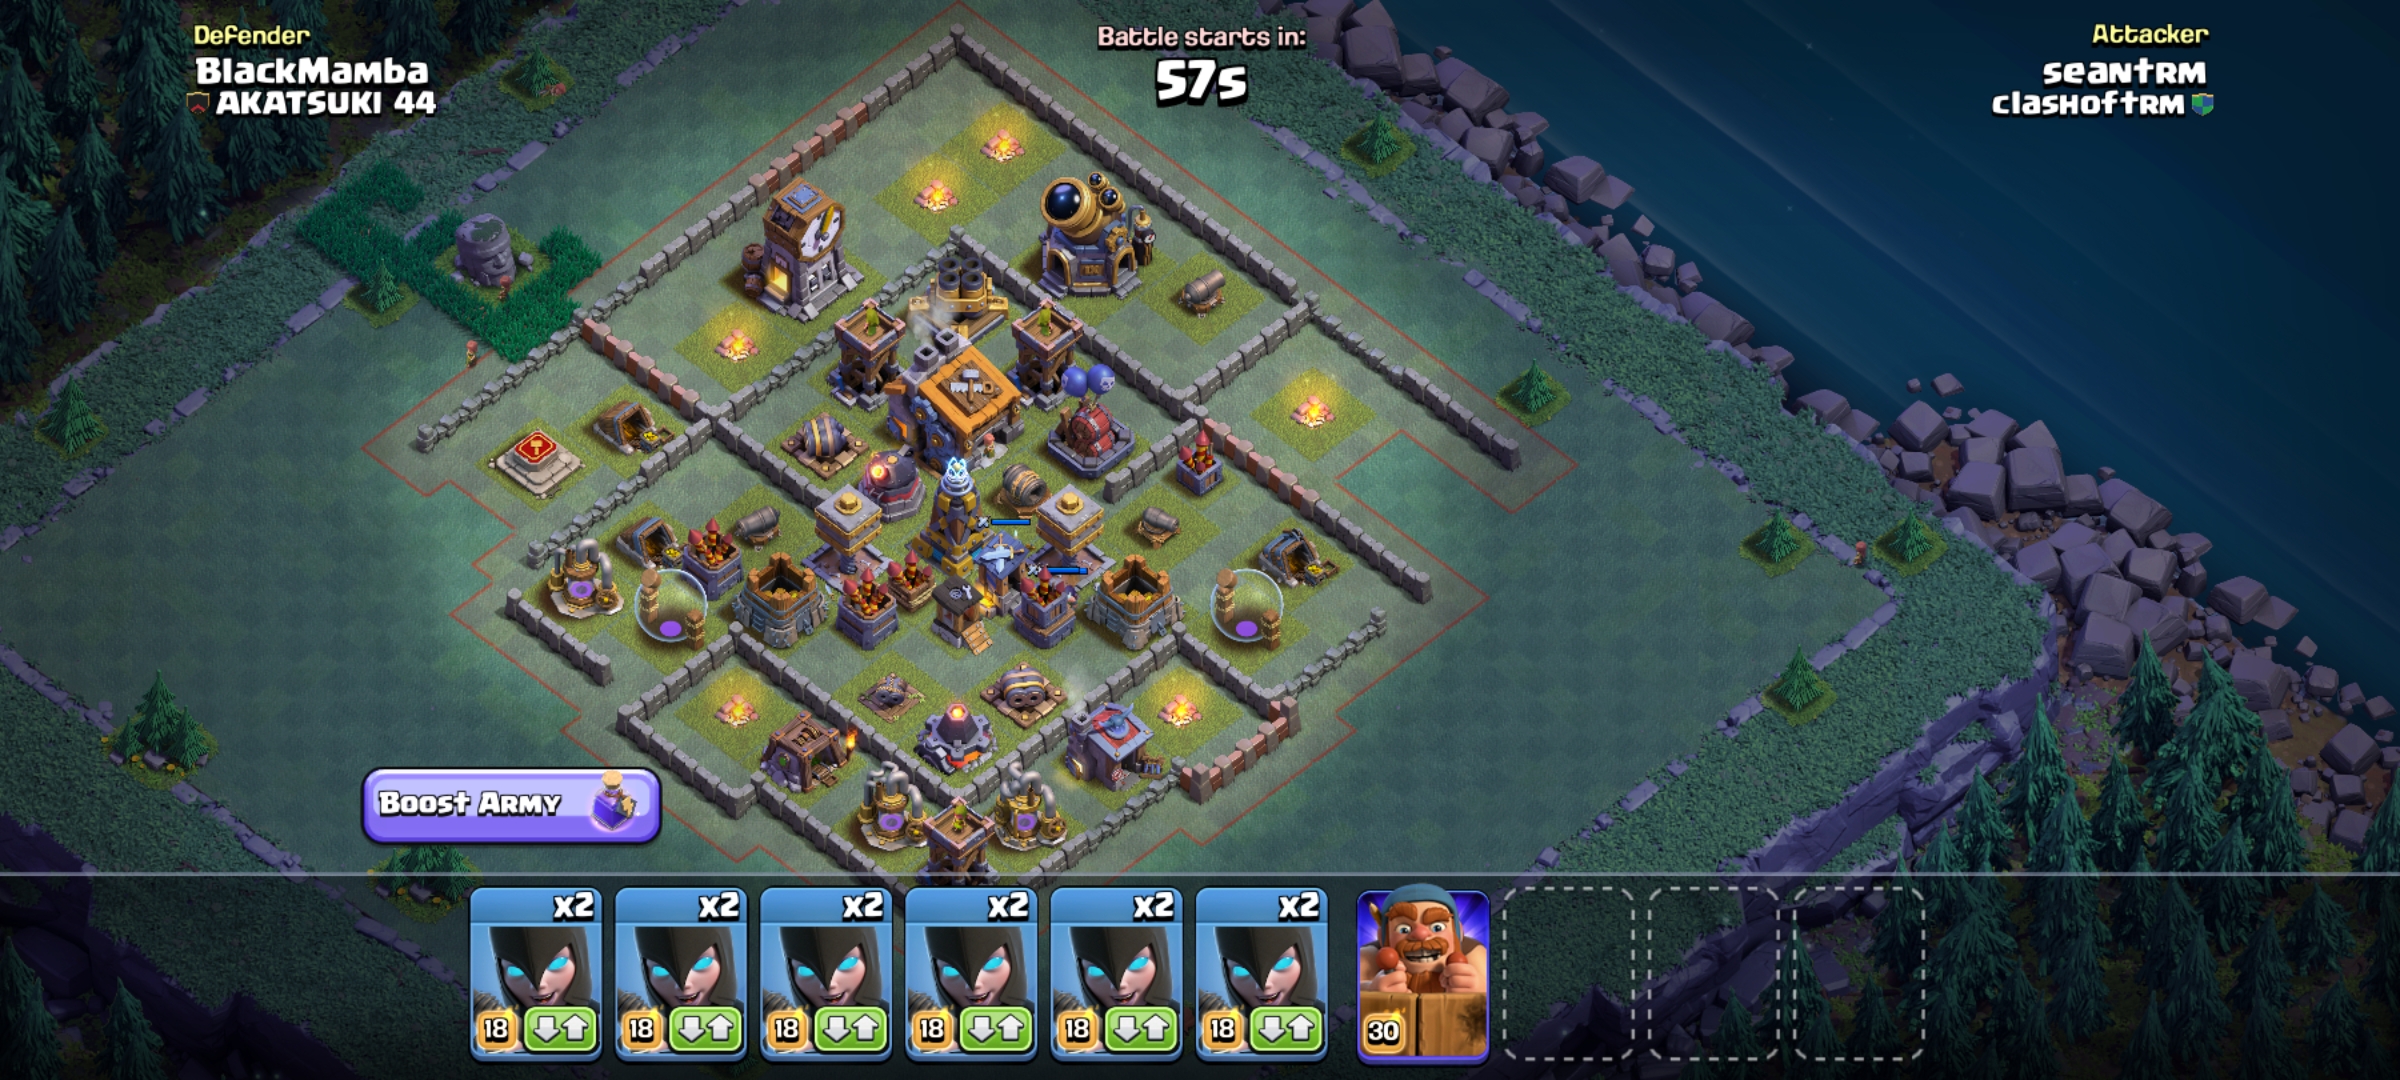 Defender
BlackMamba
AKATSUKI 44
Battle starts in:
57s
Attacker
seantRM
clashoftRM
Boost Army
x2
x2
x2
x2
x2
x2
18
18
18
18
18
18
30